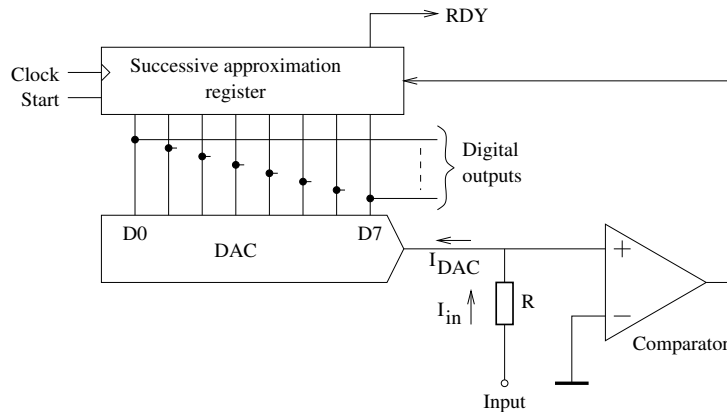 RDY
Clock
Start
Successive approximation
register
Digital
outputs
D0
D7
DAC
I DAC
I in
R
+
−
Comparator
Input